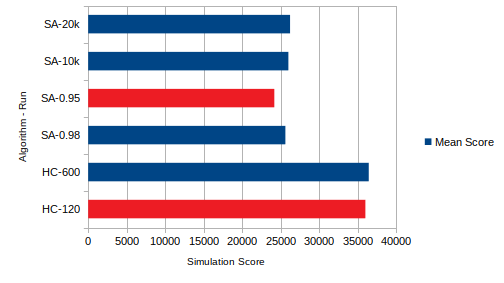 SA-20k
SA-10k
SA-0.95
SA-0.98
HC-600
HC-120
Algorithm - Run
0 5000 10000 15000 20000 25000 30000 35000 40000
Simulation Score
Mean Score